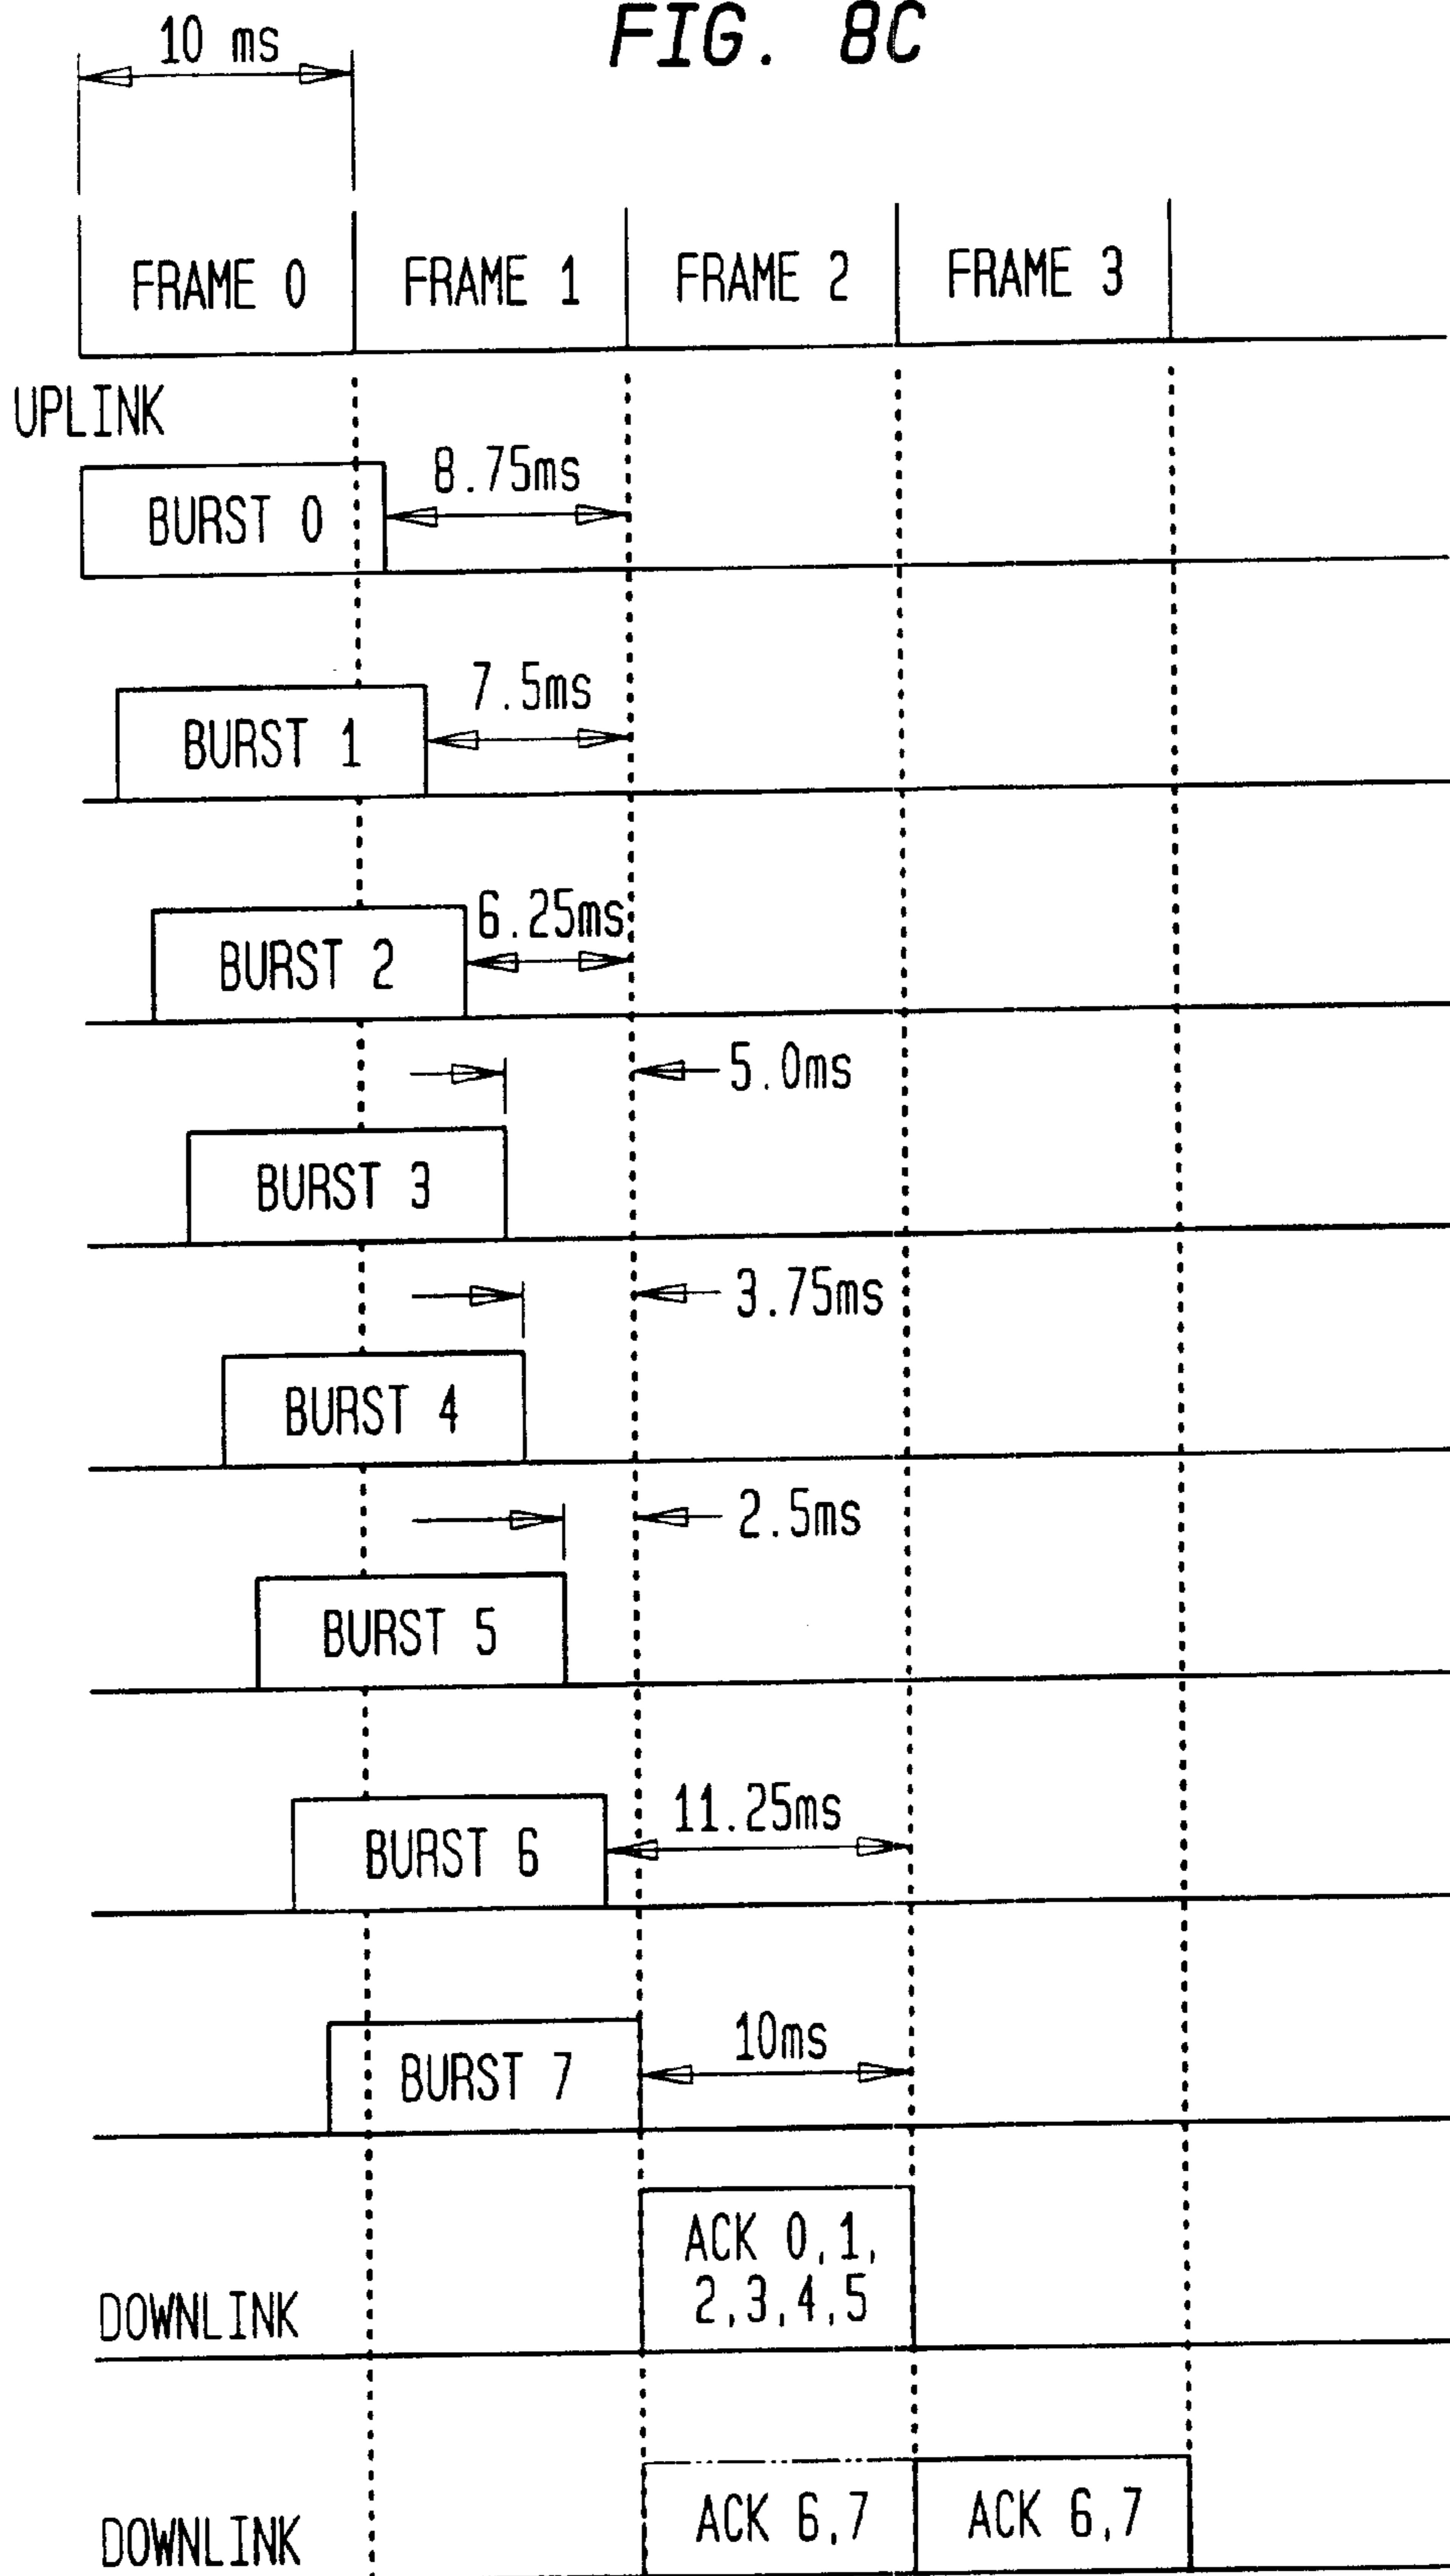 FIG. 8C
10 ms
FRAME 0 FRAME 1 FRAME 2 FRAME 3
UPLINK
8.75ms
BURST 0
7.5ms
BURST 1
6.25ms
BURST 2
5.0ms
BURST 3
3.75ms
BURST 4
2.5ms
BURST 5
11.25ms
BURST 6
10ms
BURST 7
ACK 0,1,
2,3,4,5
DOWNLINK
ACK 6,7 ACK 6,7
DOWNLINK